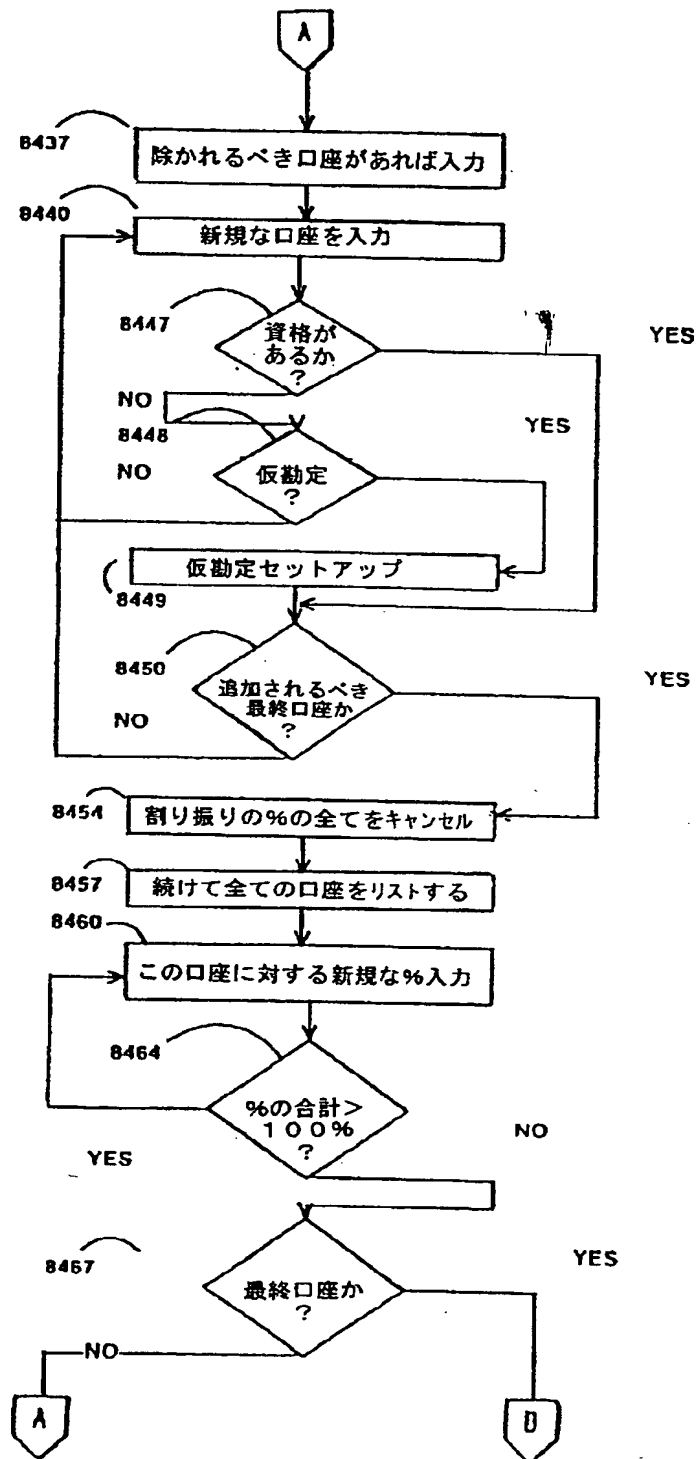 A
8437
除かれるべき口座があれば入力
8440
新規な口座を入力
8447
資格が
あるか
?
YES
NO
8448
YES
NO
仮勘定
?
仮勘定セットアップ
8449
8450
YES
追加されるべき
最終口座か
?
NO
8454
割り振りの%の全てをキャンセル
8457
続けて全ての口座をリストする
8460
この口座に対する新規な%入力
8464
%の合計>
100%
?
NO
YES
8467
YES
最終口座か
?
NO
A
D